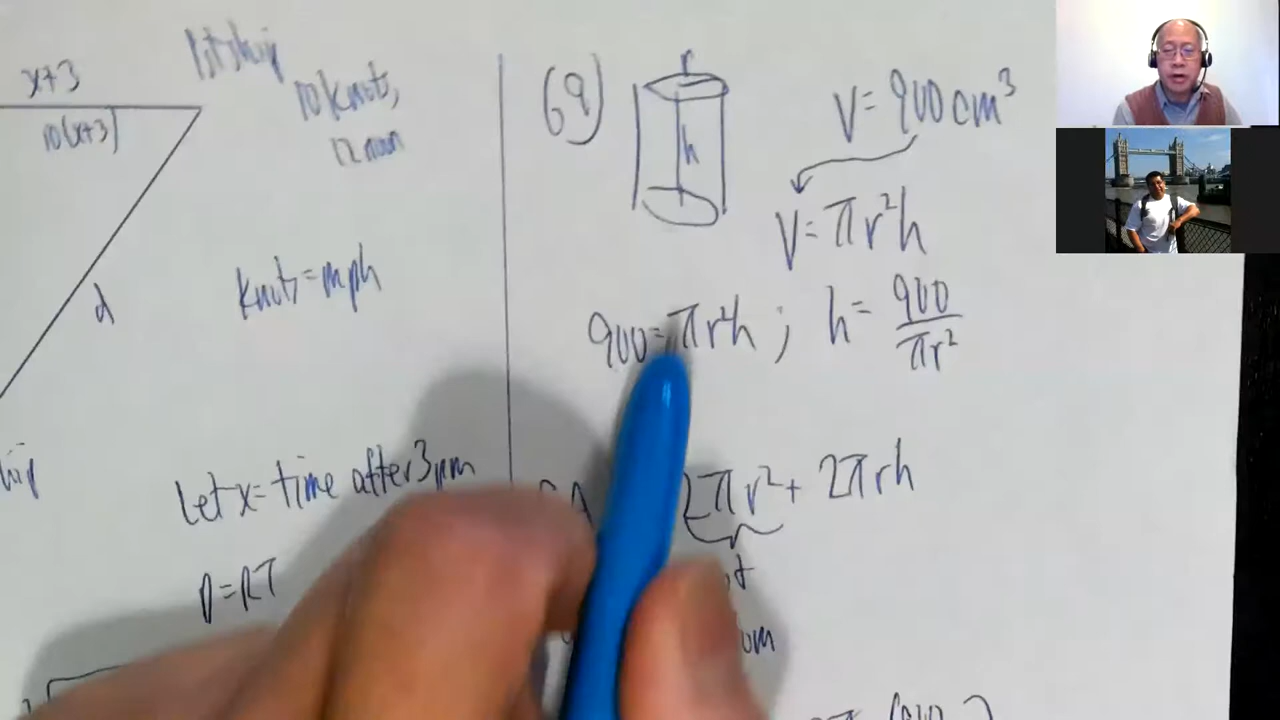 x+3
10(x+3)
1st ship
10 knots,
12 noon
d
knots = mph
let x = time after 3pm
D = RT
(69)
r
h
V = 900 cm³
V = πr²h
900 = πr²h ; h = 900/πr²
2πr² + 2πrh